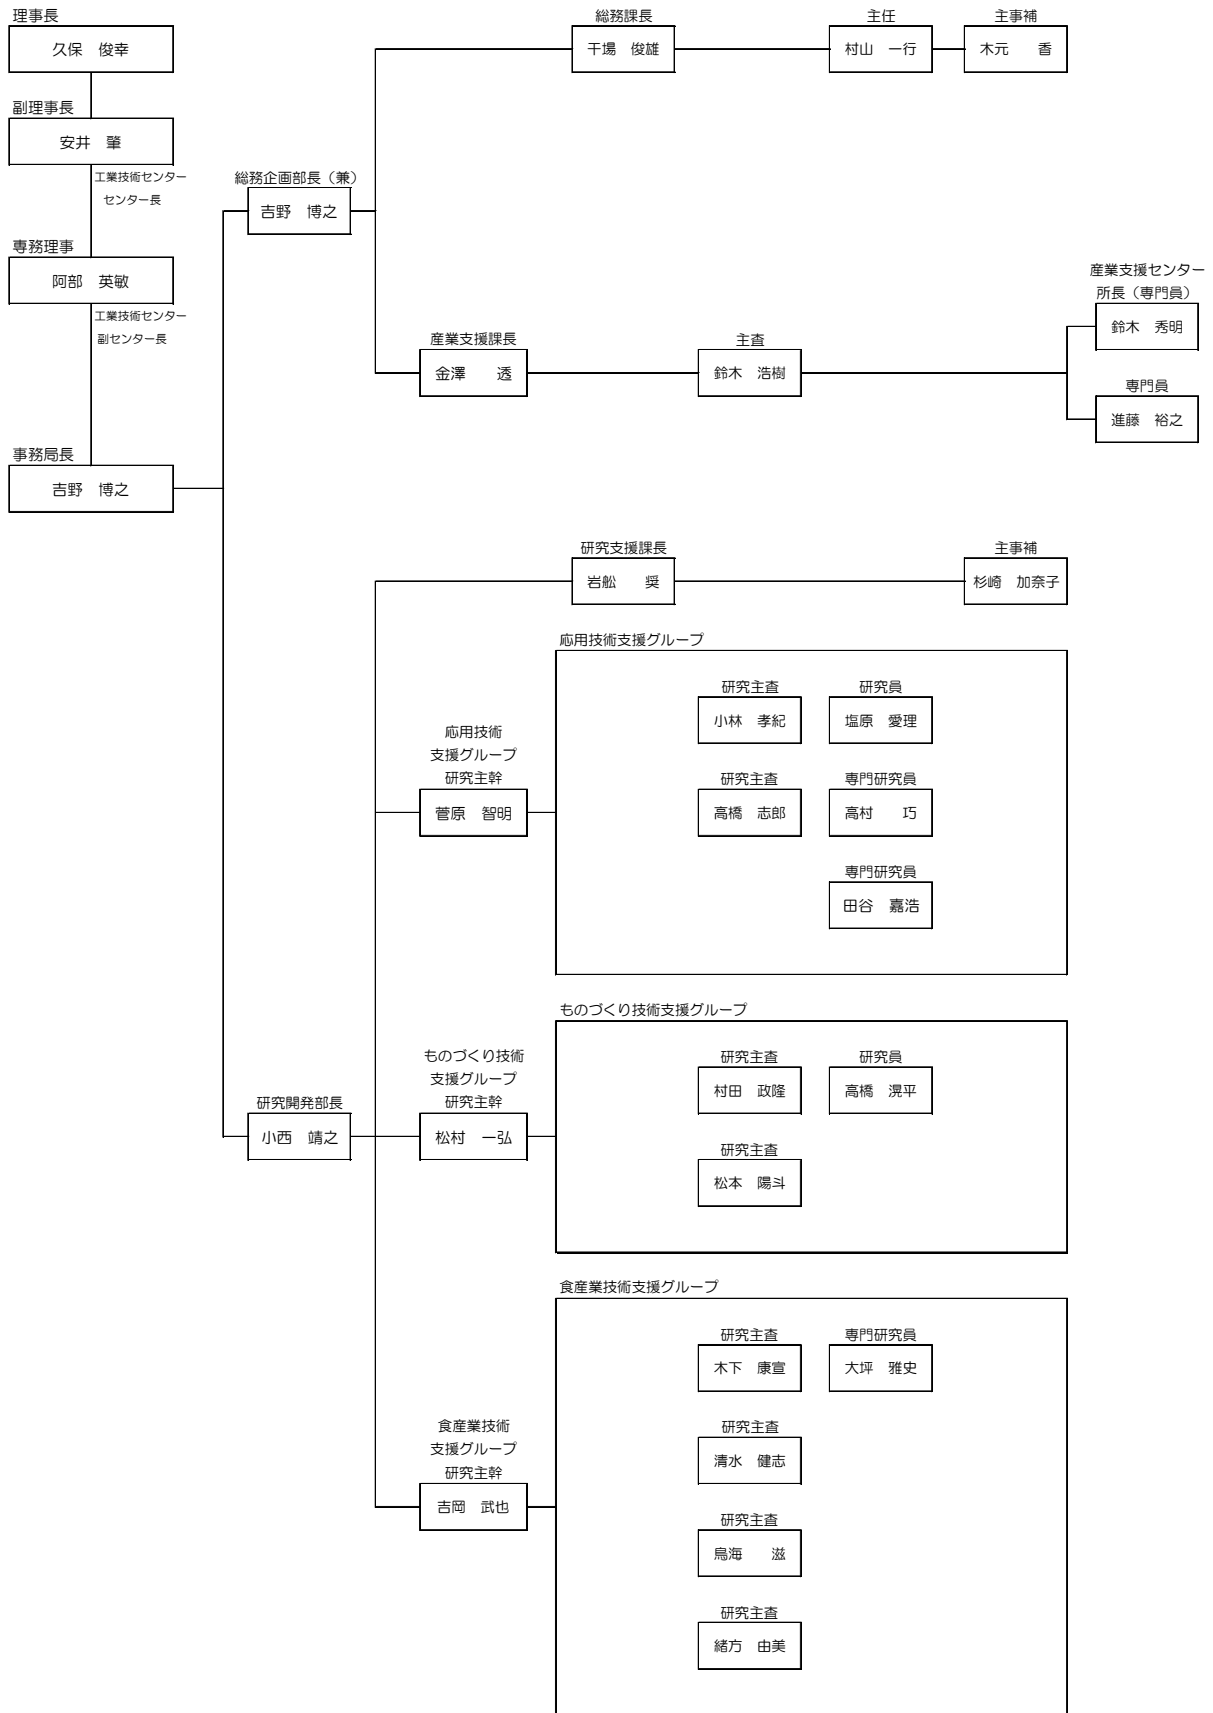 理事長
久保　俊幸
副理事長
安井　肇
工業技術センター
センター長
専務理事
阿部　英敏
工業技術センター
副センター長
事務局長
吉野　博之
総務企画部長（兼）
吉野　博之
総務課長
干場　俊雄
主任
村山　一行
主事補
木元　香
産業支援課長
金澤　透
主査
鈴木　浩樹
産業支援センター
所長（専門員）
鈴木　秀明
専門員
進藤　裕之
研究開発部長
小西　靖之
研究支援課長
岩舩　奨
主事補
杉崎　加奈子
応用技術
支援グループ
研究主幹
菅原　智明
応用技術支援グループ
研究主査
小林　孝紀
研究員
塩原　愛理
研究主査
高橋　志郎
専門研究員
高村　巧
専門研究員
田谷　嘉浩
ものづくり技術
支援グループ
研究主幹
松村　一弘
ものづくり技術支援グループ
研究主査
村田　政隆
研究員
高橋　滉平
研究主査
松本　陽斗
食産業技術
支援グループ
研究主幹
吉岡　武也
食産業技術支援グループ
研究主査
木下　康宣
専門研究員
大坪　雅史
研究主査
清水　健志
研究主査
鳥海　滋
研究主査
緒方　由美